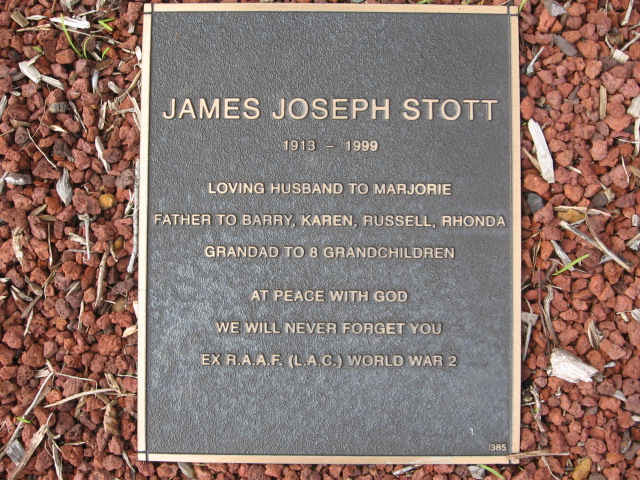 JAMES JOSEPH STOTT
1913 - 1999
LOVING HUSBAND TO MARJORIE
FATHER TO BARRY, KAREN, RUSSELL, RHONDA
GRANDAD TO 8 GRANDCHILDREN
AT PEACE WITH GOD
WE WILL NEVER FORGET YOU
EX R.A.A.F. (L.A.C.) WORLD WAR 2
385